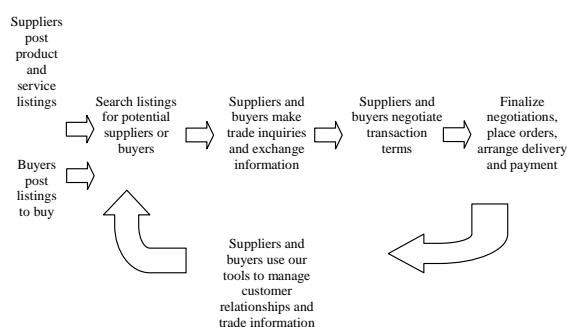 Suppliers
post
product
and
service
listings
Buyers
post
listings
to buy
Search listings
for potential
suppliers or
buyers
Suppliers and
buyers make
trade inquiries
and exchange
information
Suppliers and
buyers negotiate
transaction
terms
Finalize
negotiations,
place orders,
arrange delivery
and payment
Suppliers and
buyers use our
tools to manage
customer
relationships and
trade information